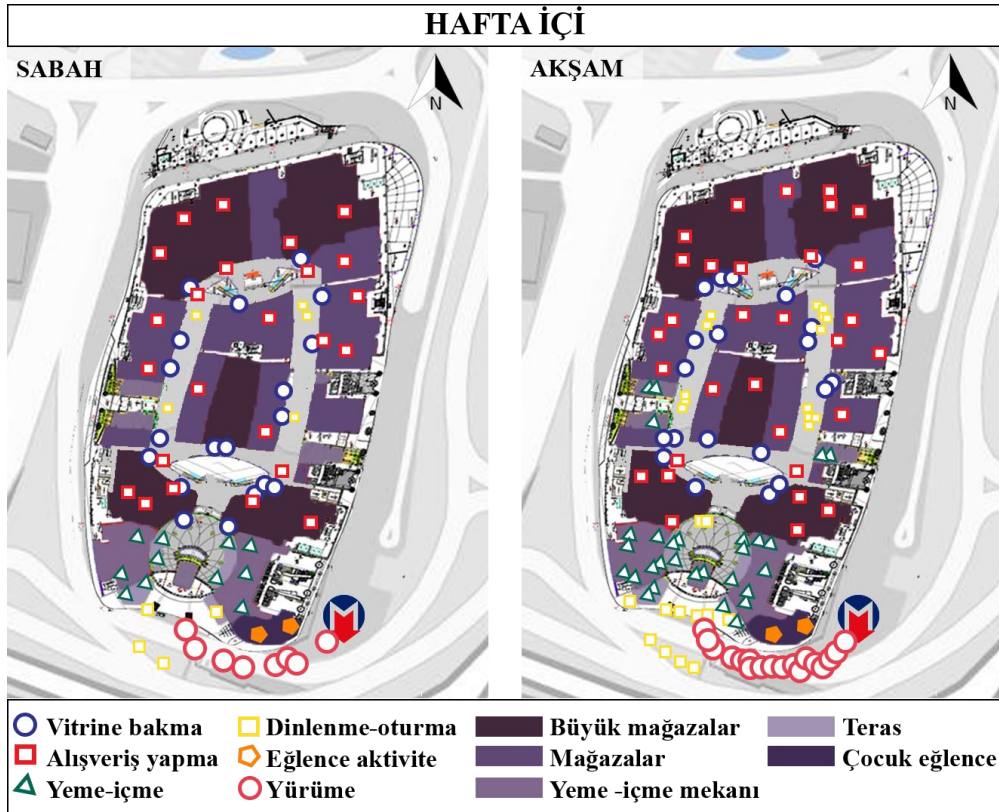 HAFTA İÇİ
SABAH
N
AKŞAM
N
M
M
Vitrine bakma
Dinlenme-oturma
Büyük mağazalar
Teras
Alışveriş yapma
Eğlence aktivite
Mağazalar
Çocuk eğlence
Yeme-içme
Yürüme
Yeme -içme mekanı